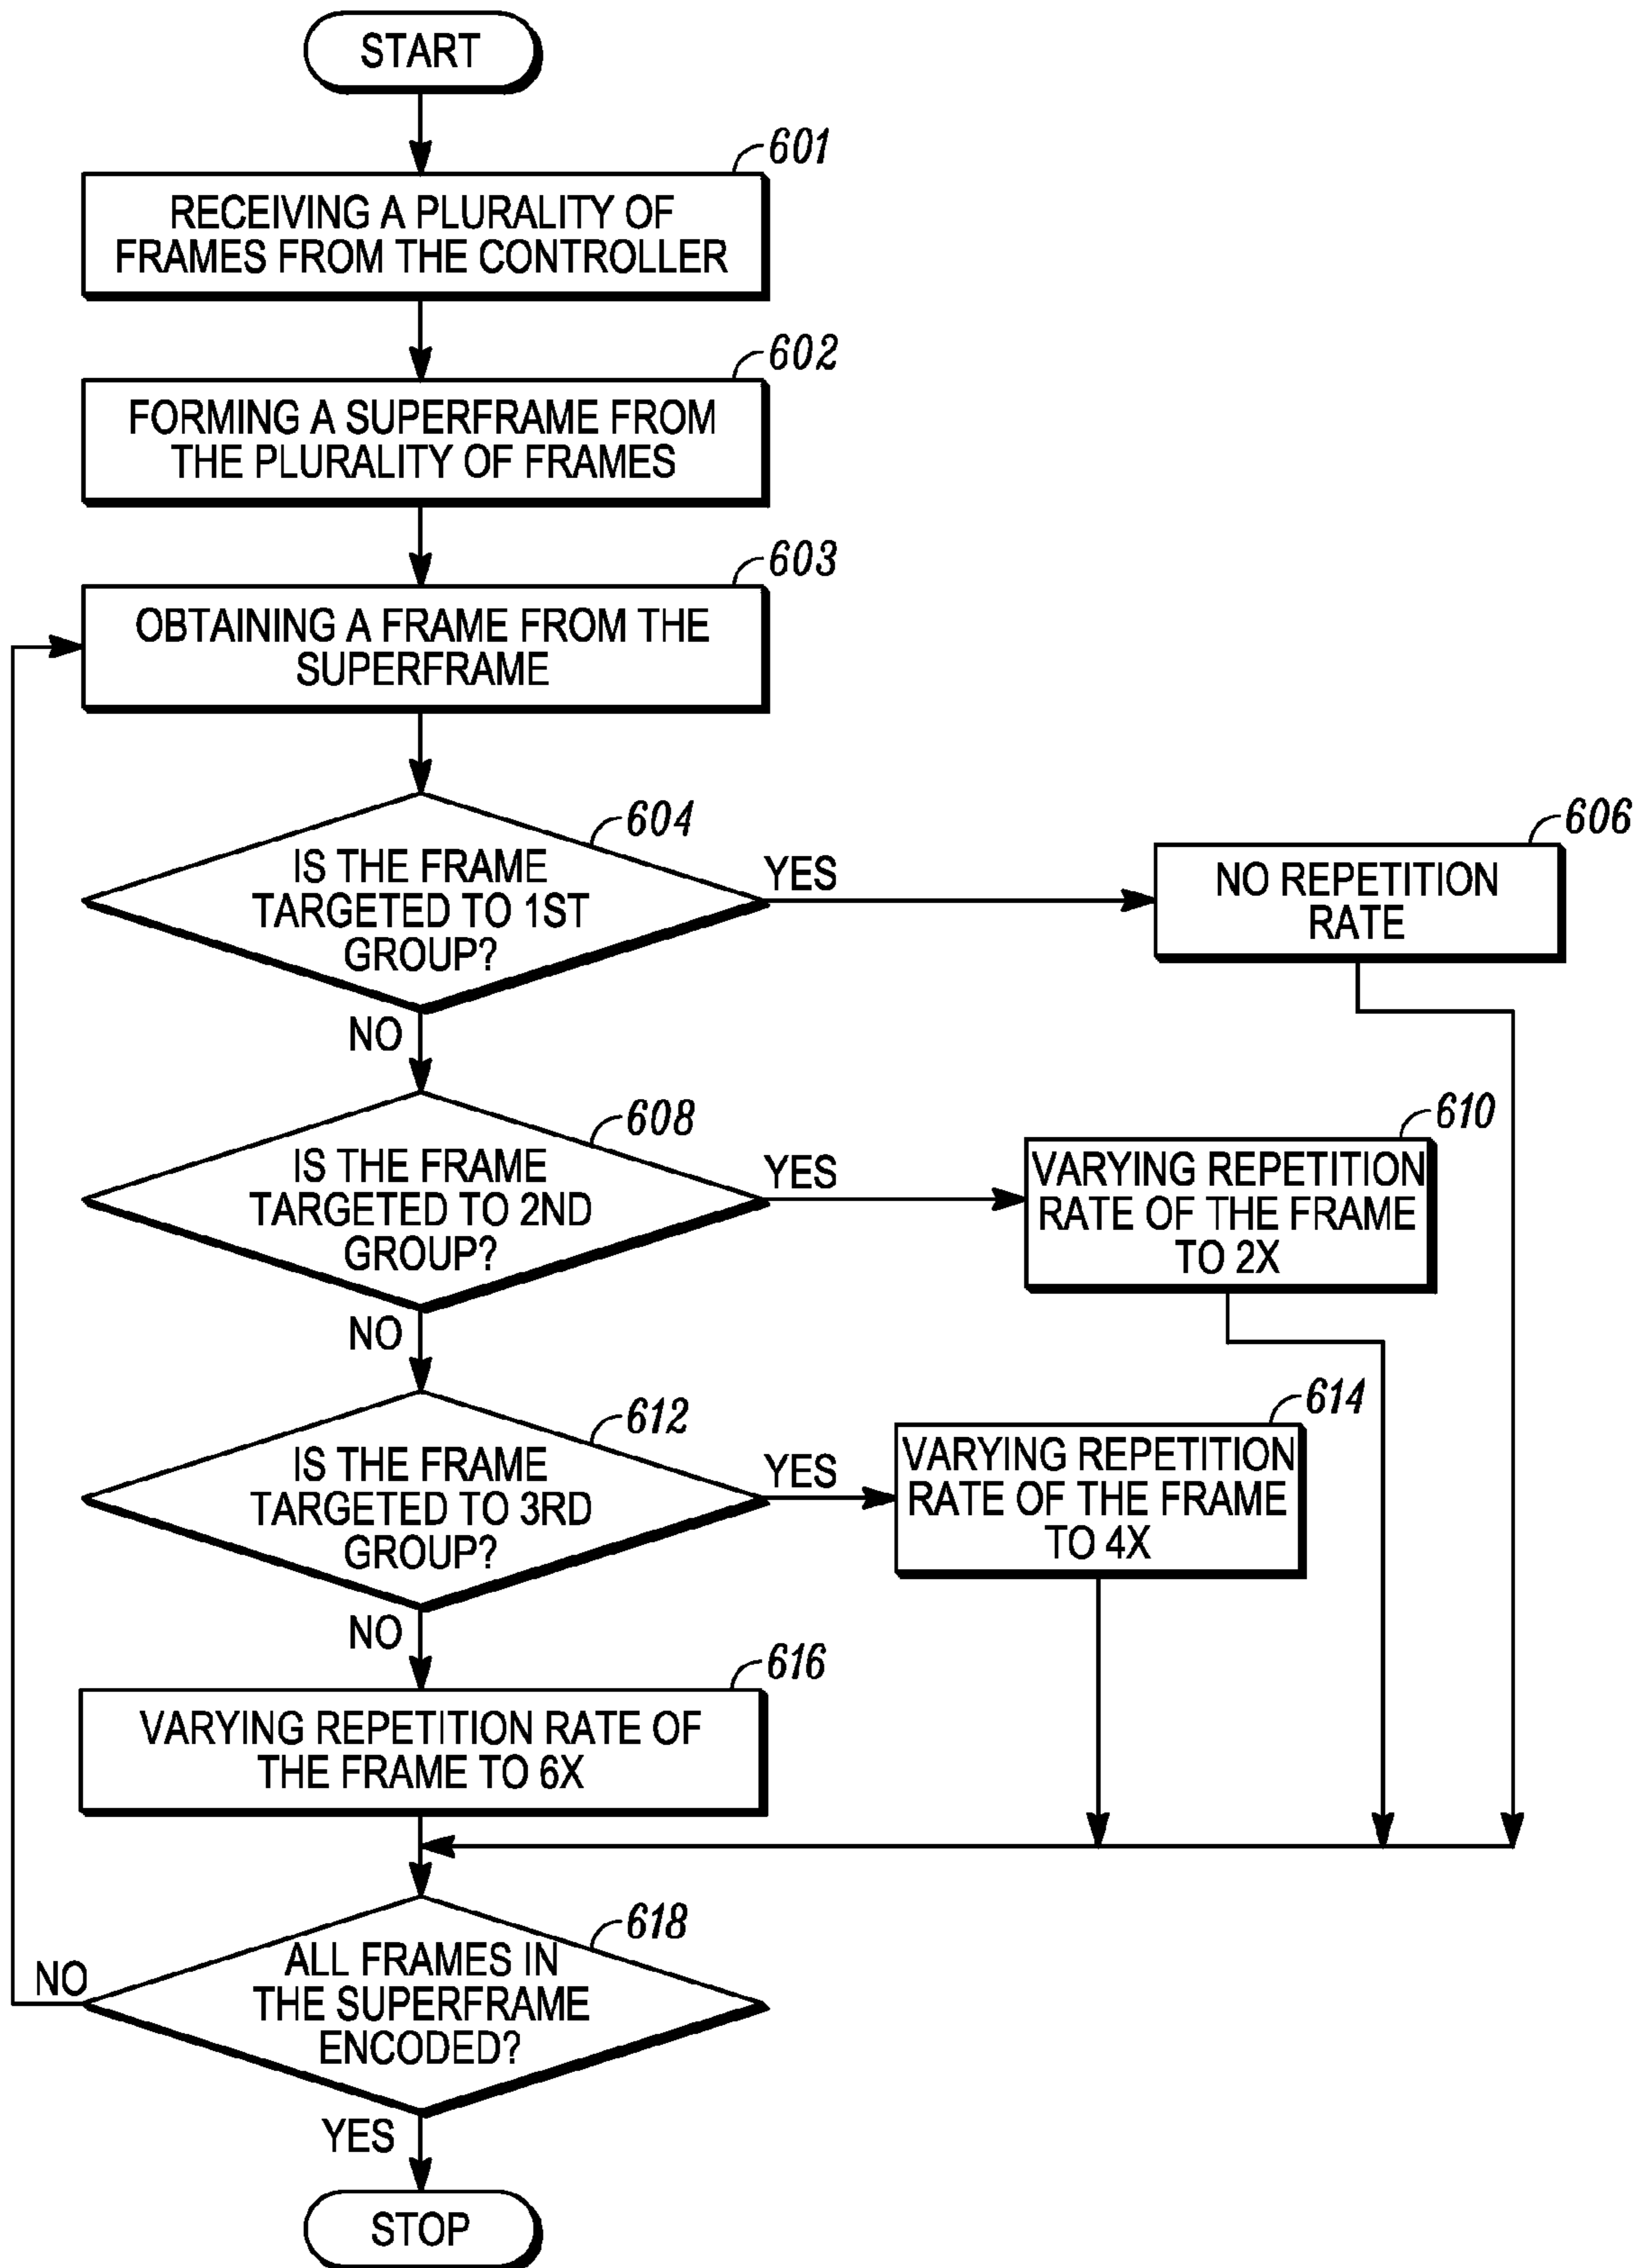 START
601
RECEIVING A PLURALITY OF
FRAMES FROM THE CONTROLLER
602
FORMING A SUPERFRAME FROM
THE PLURALITY OF FRAMES
603
OBTAINING A FRAME FROM THE
SUPERFRAME
604
IS THE FRAME
TARGETED TO 1ST
GROUP?
YES
606
NO REPETITION
RATE
NO
608
IS THE FRAME
TARGETED TO 2ND
GROUP?
YES
610
VARYING REPETITION
RATE OF THE FRAME
TO 2X
NO
612
IS THE FRAME
TARGETED TO 3RD
GROUP?
YES
614
VARYING REPETITION
RATE OF THE FRAME
TO 4X
NO
616
VARYING REPETITION RATE OF
THE FRAME TO 6X
618
ALL FRAMES IN
THE SUPERFRAME
ENCODED?
NO
YES
STOP